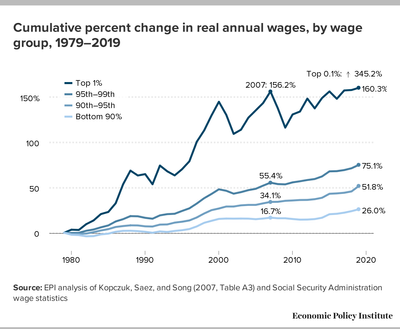 Cumulative percent change in real annual wages, by wage
group, 1979–2019
Top 0.1%: ↑ 345.2%
Top 1%
95th–99th
90th–95th
Bottom 90%
2007: 156.2%
160.3%
150%
100
50
0
75.1%
55.4%
51.8%
34.1%
26.0%
16.7%
1980 1990 2000 2010 2020
Source: EPI analysis of Kopczuk, Saez, and Song (2007, Table A3) and Social Security Administration
wage statistics
Economic Policy Institute